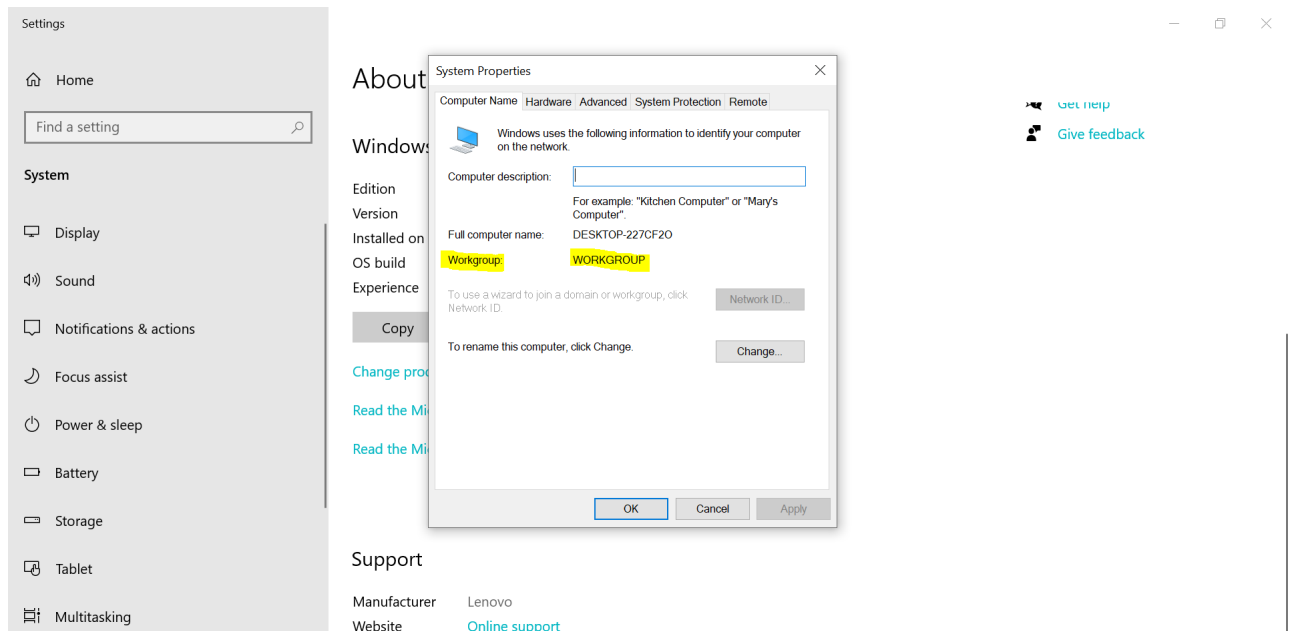 Settings
Home
Find a setting
System
Display
Sound
Notifications & actions
Focus assist
Power & sleep
Battery
Storage
Tablet
Multitasking
About
Windows
Edition
Version
Installed on
OS build
Experience
Copy
Change
Read the
Read the
Support
Manufacturer Lenovo
Website Online support
System Properties
Computer Name Hardware Advanced System Protection Remote
Windows uses the following information to identify your computer
on the network.
Computer description:
For example: "Kitchen Computer" or "Mary's
Computer".
Full computer name: DESKTOP-227CF2O
Workgroup: WORKGROUP
To use a wizard to join a domain or workgroup, click
Network ID.
Network ID...
To rename this computer, click Change.
Change...
OK Cancel Apply
Get help
Give feedback